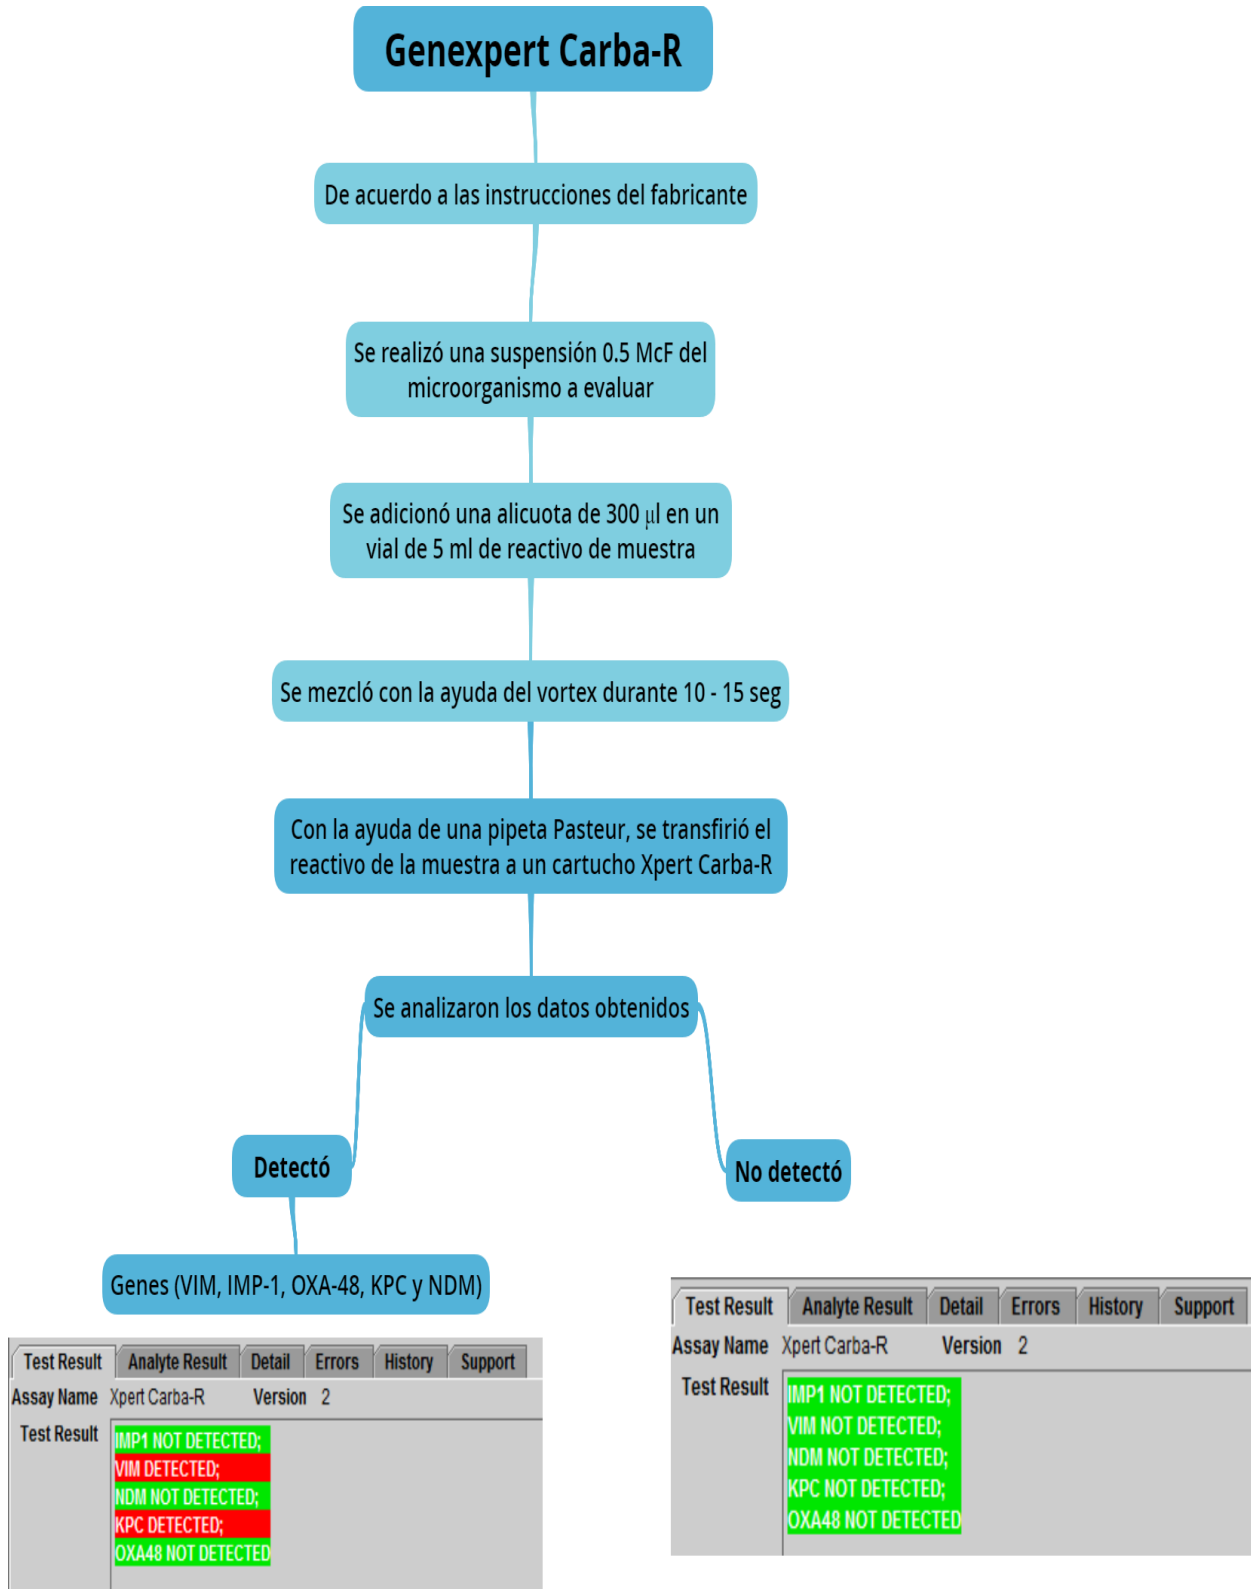 Genexpert Carba-R
De acuerdo a las instrucciones del fabricante
Se realizó una suspensión 0.5 McF del
microorganismo a evaluar
Se adicionó una alicuota de 300 µl en un
vial de 5 ml de reactivo de muestra
Se mezcló con la ayuda del vortex durante 10 - 15 seg
Con la ayuda de una pipeta Pasteur, se transfirió el
reactivo de la muestra a un cartucho Xpert Carba-R
Se analizaron los datos obtenidos
Detectó
No detectó
Genes (VIM, IMP-1, OXA-48, KPC y NDM)
Test Result Analyte Result Detail Errors History Support
Assay Name Xpert Carba-R Version 2
Test Result
IMP1 NOT DETECTED;
VIM DETECTED;
NDM NOT DETECTED;
KPC DETECTED;
OXA48 NOT DETECTED
Test Result Analyte Result Detail Errors History Support
Assay Name Xpert Carba-R Version 2
Test Result
IMP1 NOT DETECTED;
VIM NOT DETECTED;
NDM NOT DETECTED;
KPC NOT DETECTED;
OXA48 NOT DETECTED